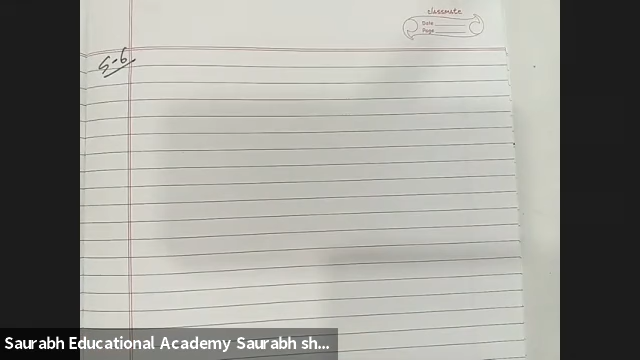 classmate
Date
Page
5-6
Saurabh Educational Academy Saurabh sh...